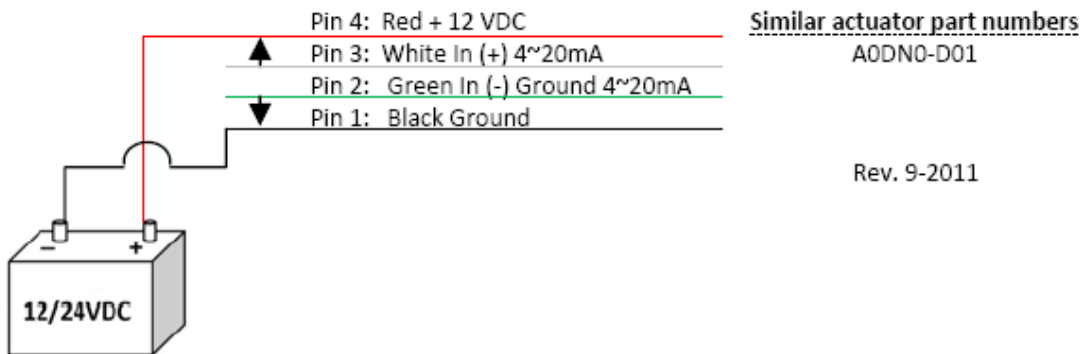 Pin 4: Red + 12 VDC
Pin 3: White In (+) 4~20mA
Pin 2: Green In (-) Ground 4~20mA
Pin 1: Black Ground
Similar actuator part numbers
A0DN0-D01
Rev. 9-2011
− +
12/24VDC